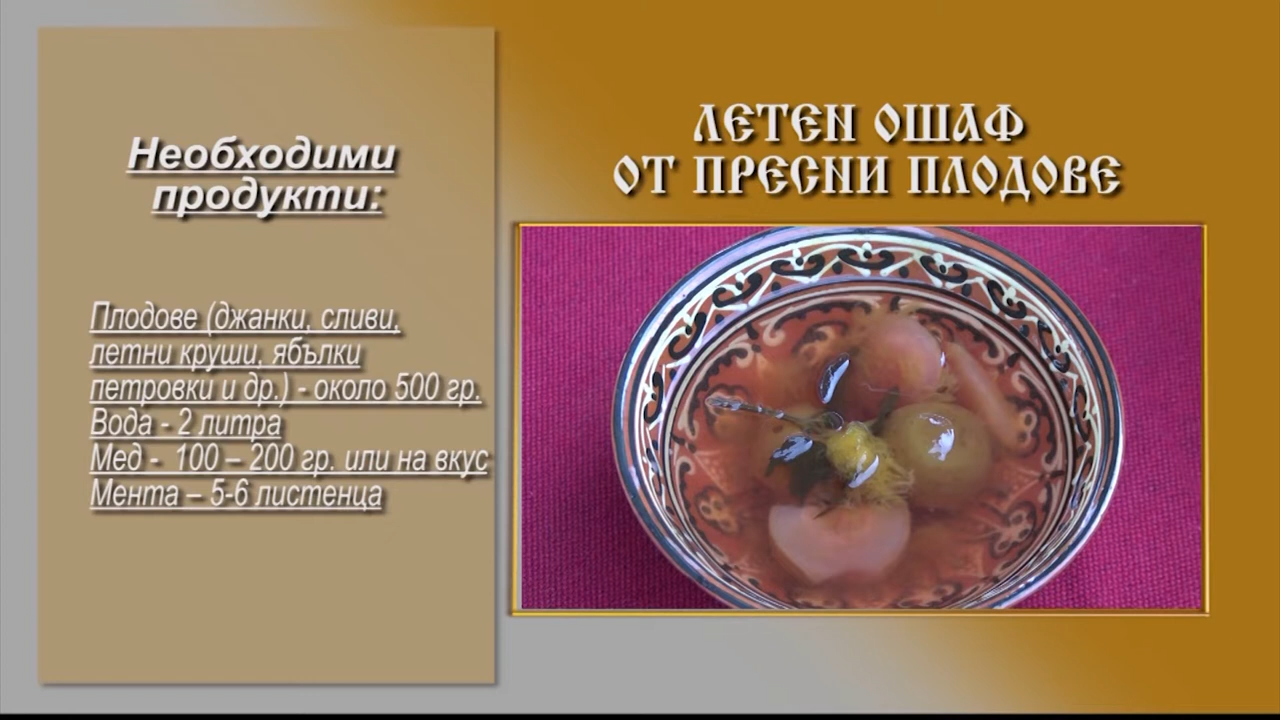 Необходими
продукти:
Плодове (джанки, сливи,
летни круши, ябълки
петровки и др.) - около 500 гр.
Вода - 2 литра
Мед - 100 – 200 гр. или на вкус
Мента – 5-6 листенца
ЛЕТЕН ОШАФ
ОТ ПРЕСНИ ПЛОДОВЕ